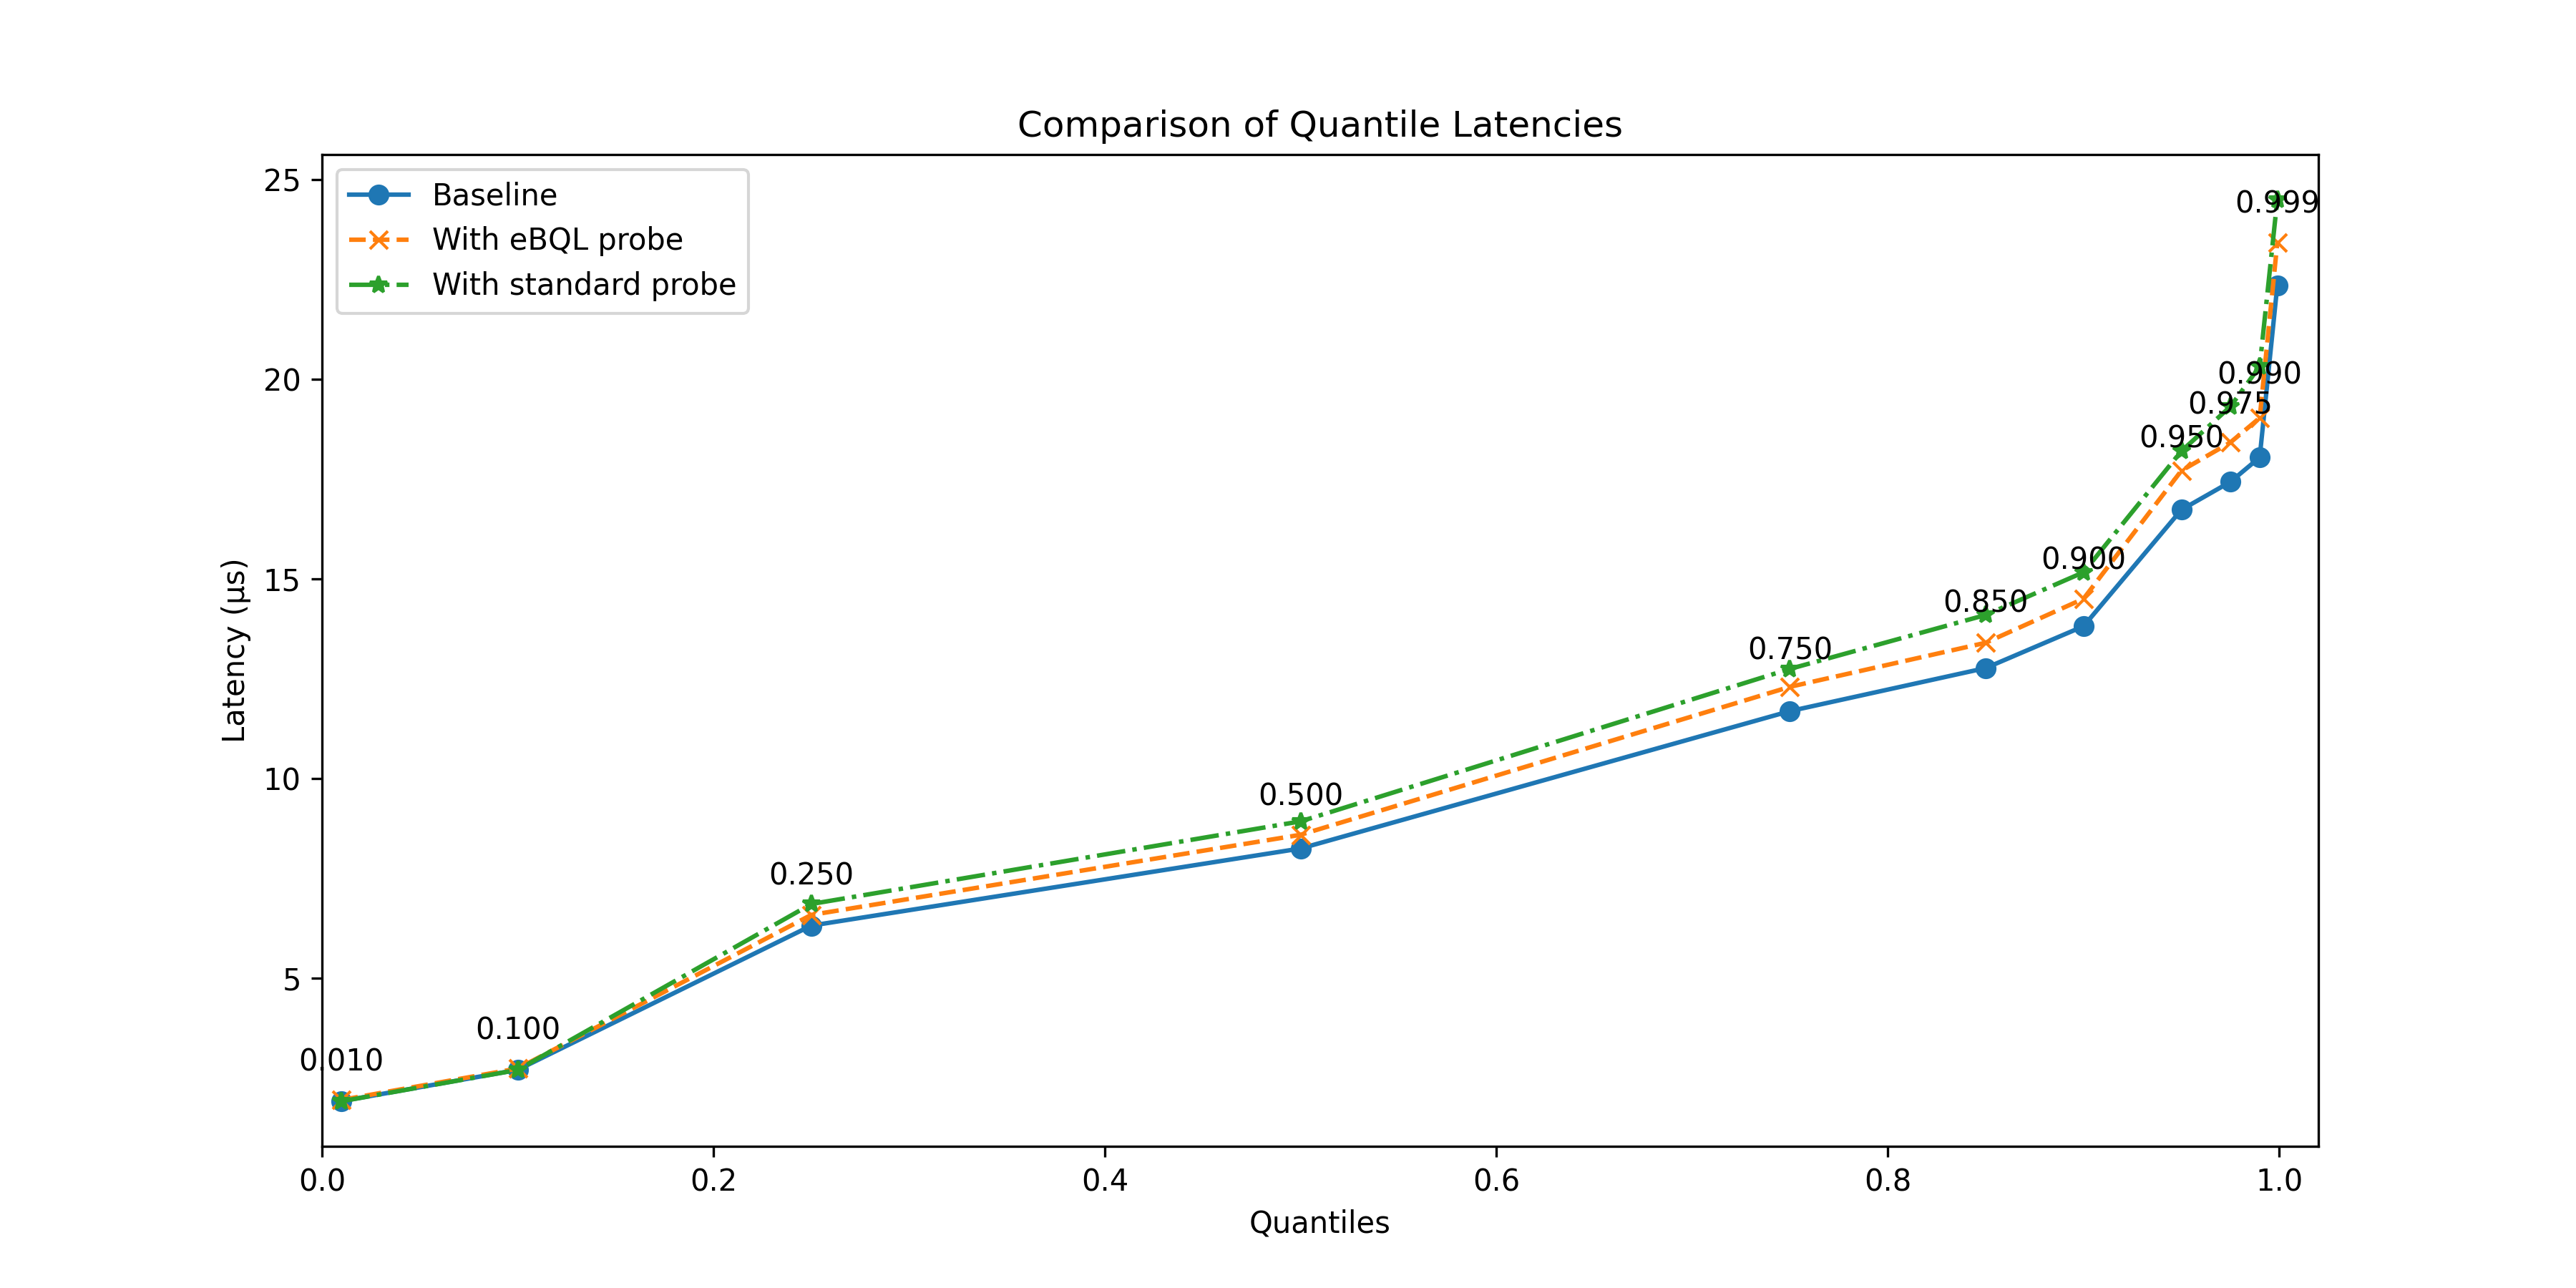 Comparison of Quantile Latencies
Baseline
With eBQL probe
With standard probe
25
20
15
10
5
Latency (µs)
0.010
0.100
0.250
0.500
0.750
0.850
0.900
0.950
0.975
0.990
0.999
0.0 0.2 0.4 0.6 0.8 1.0
Quantiles